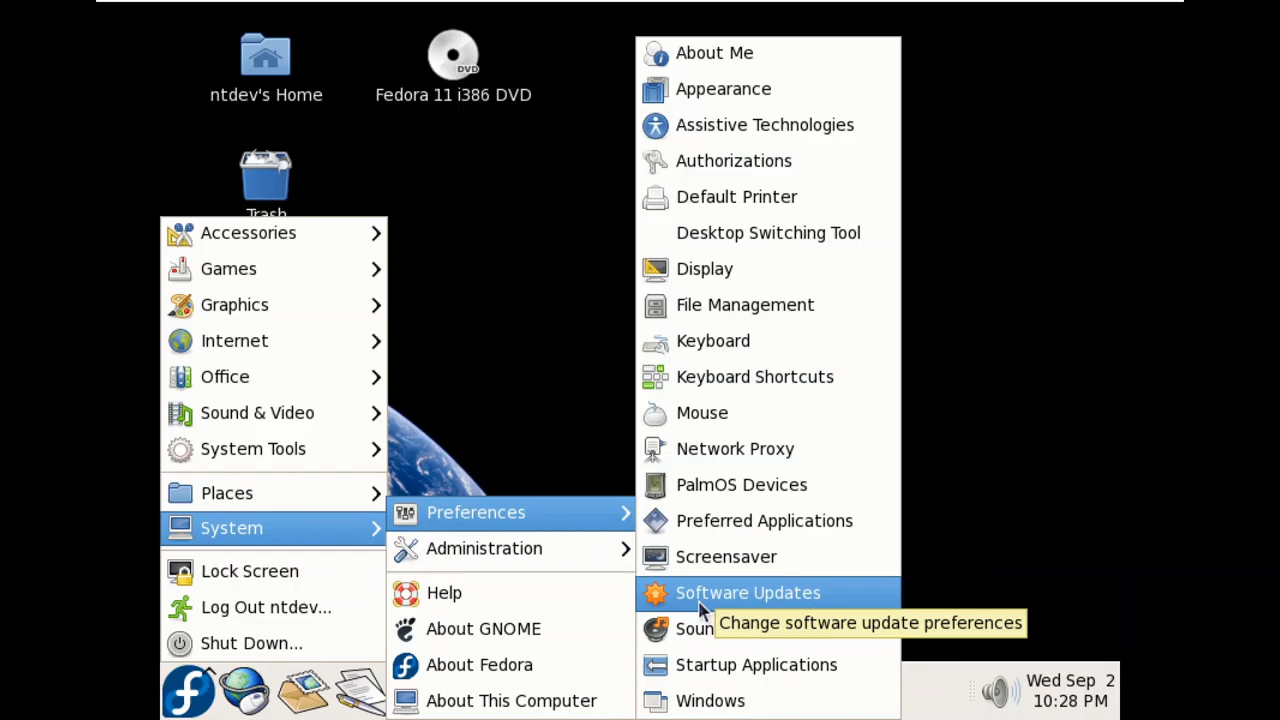 ntdev's Home
Fedora 11 i386 DVD
DVD
Trash
Accessories
Games
Graphics
Internet
Office
Sound & Video
System Tools
Places
System
Lock Screen
Log Out ntdev...
Shut Down...
Preferences
Administration
Help
About GNOME
About Fedora
About This Computer
About Me
Appearance
Assistive Technologies
Authorizations
Default Printer
Desktop Switching Tool
Display
File Management
Keyboard
Keyboard Shortcuts
Mouse
Network Proxy
PalmOS Devices
Preferred Applications
Screensaver
Software Updates
Change software update preferences
Startup Applications
Windows
Wed Sep 2
10:28 PM